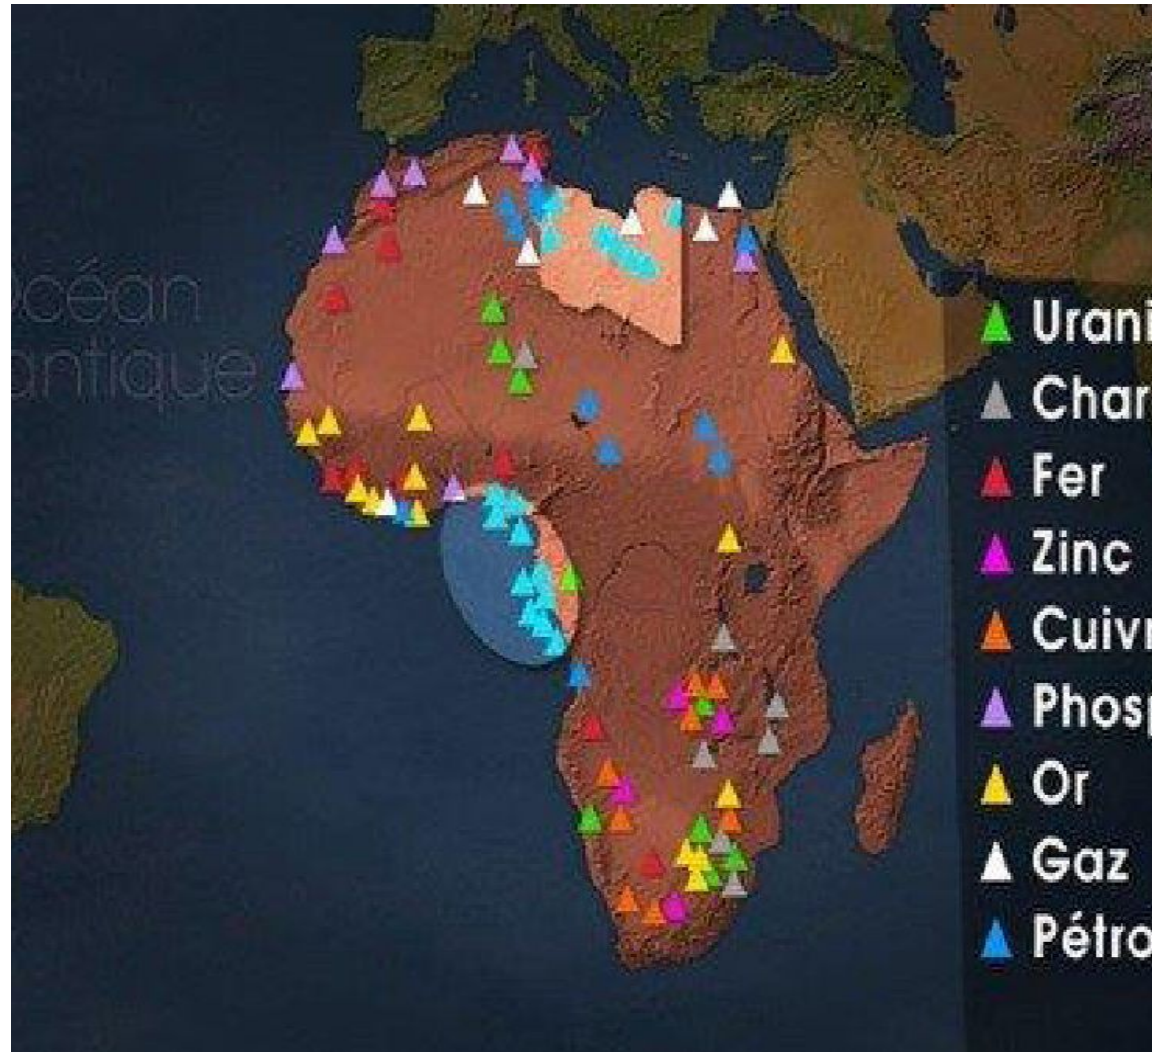 Océan
antique
Urani
Char
Fer
Zinc
Cuivr
Phosp
Or
Gaz
Pétro